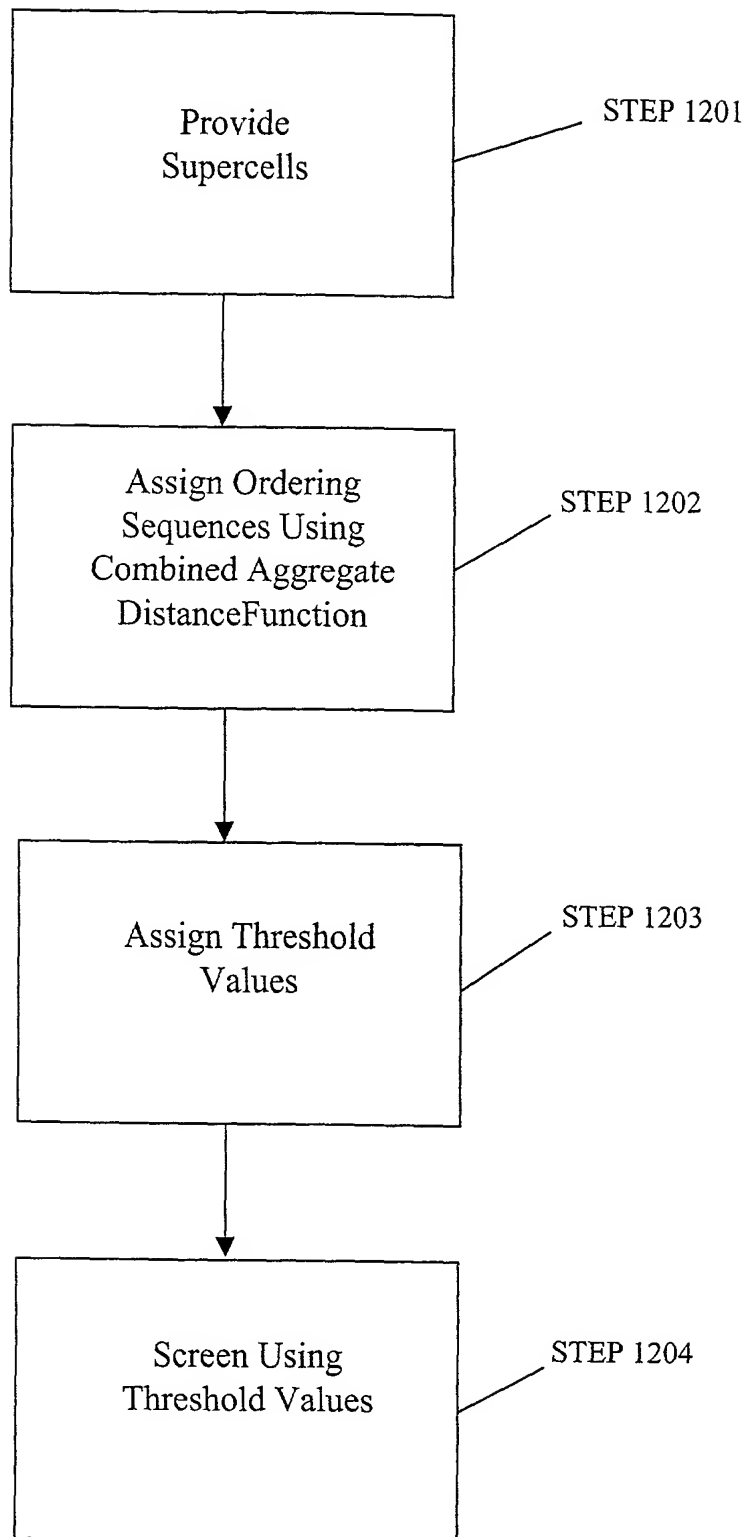 Provide
Supercells
STEP 1201
Assign Ordering
Sequences Using
Combined Aggregate
DistanceFunction
STEP 1202
Assign Threshold
Values
STEP 1203
Screen Using
Threshold Values
STEP 1204